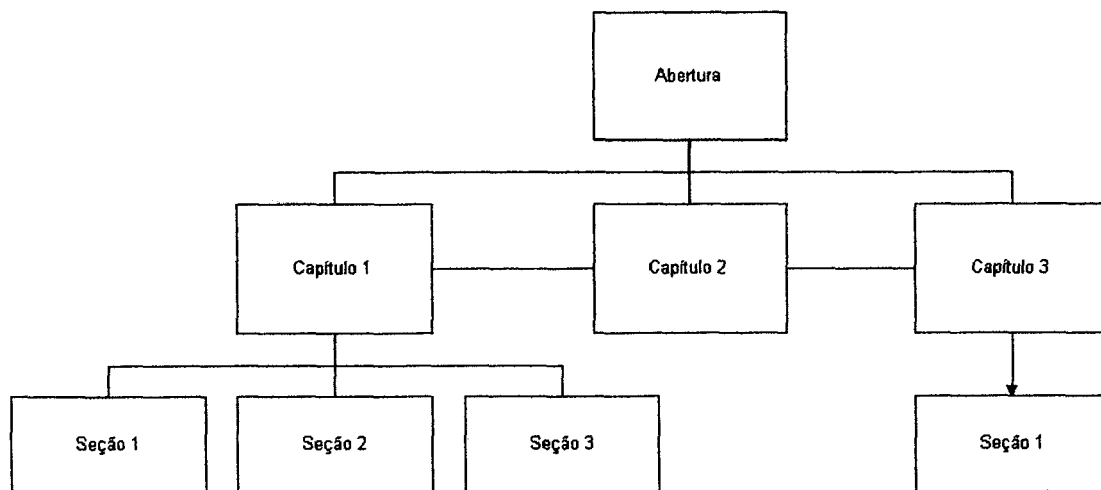 Abertura
Capítulo 1
Capítulo 2
Capítulo 3
Seção 1
Seção 2
Seção 3
Seção 1